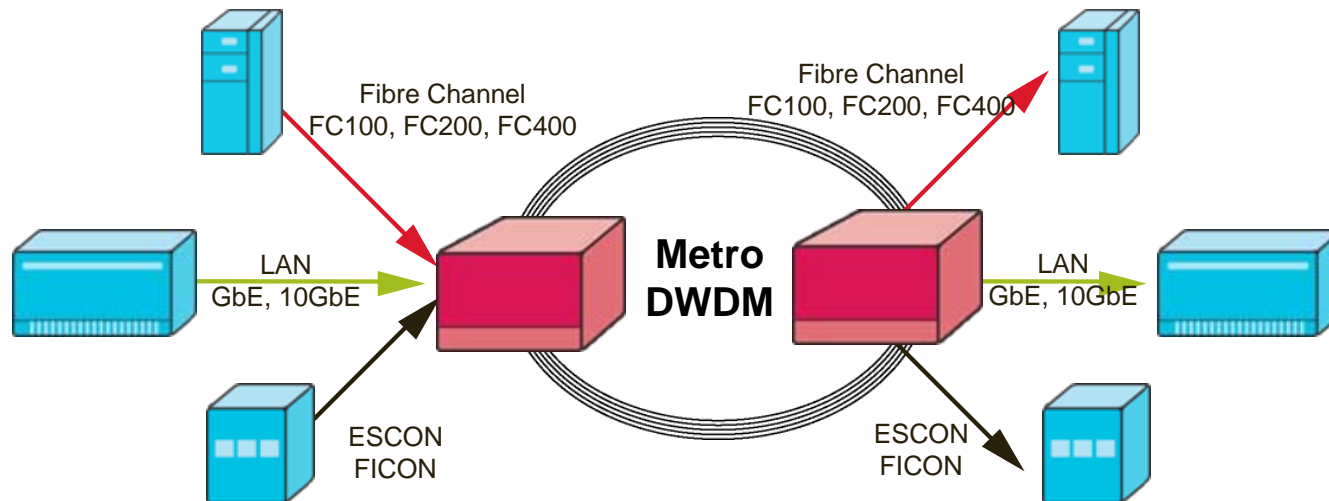 Fibre Channel
FC100, FC200, FC400
Fibre Channel
FC100, FC200, FC400
LAN
GbE, 10GbE
Metro
DWDM
LAN
GbE, 10GbE
ESCON
FICON
ESCON
FICON